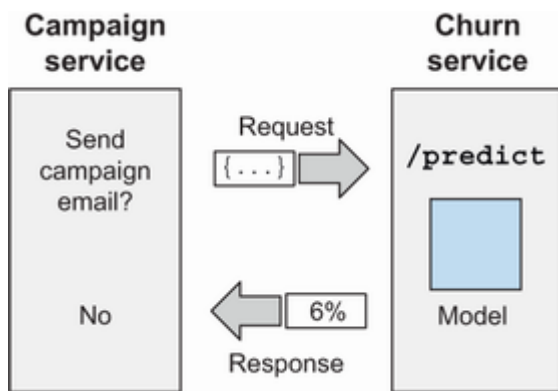 Campaign
service
Churn
service
Send
campaign
email?
Request
{...}
/predict
No
6%
Response
Model